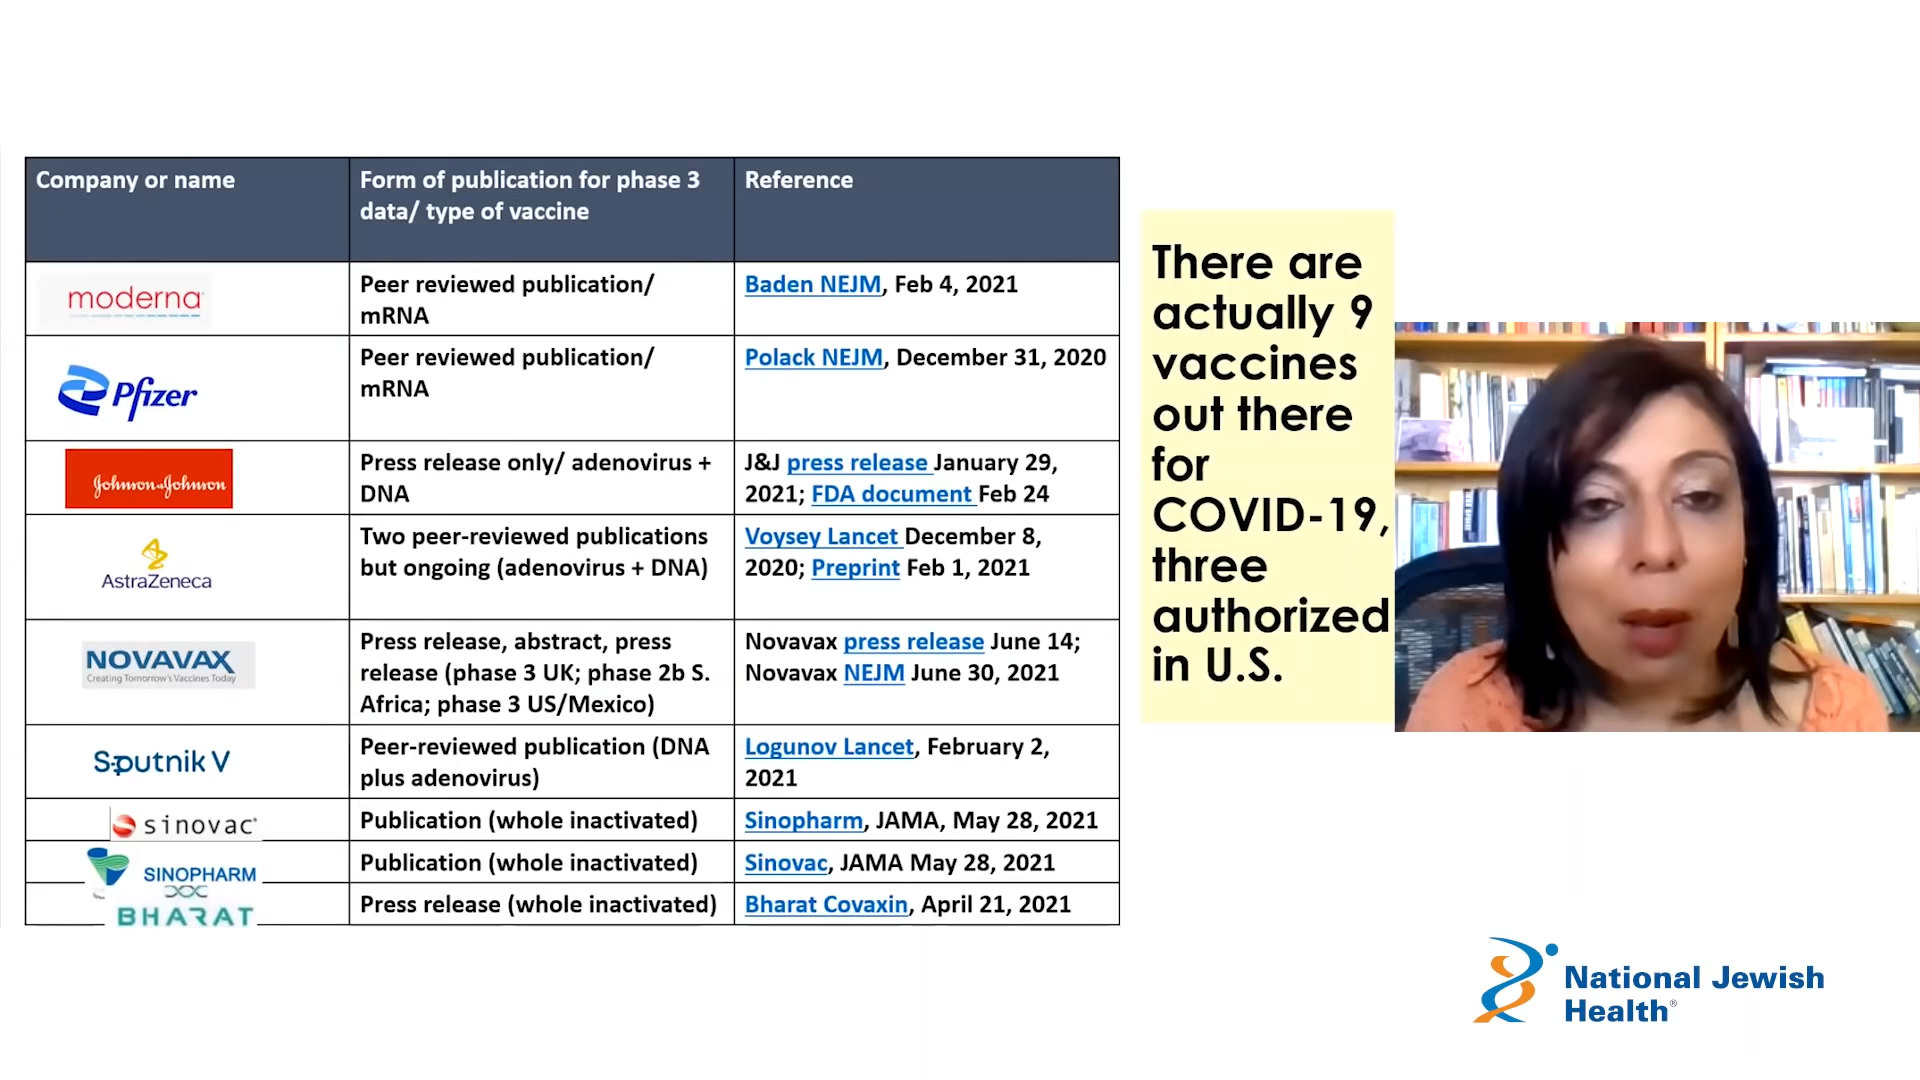 Company or name
Form of publication for phase 3
data/ type of vaccine
Reference
moderna
Peer reviewed publication/
mRNA
Baden NEJM, Feb 4, 2021
Pfizer
Peer reviewed publication/
mRNA
Polack NEJM, December 31, 2020
Johnson & Johnson
Press release only/ adenovirus +
DNA
J&J press release January 29,
2021; FDA document Feb 24
AstraZeneca
Two peer-reviewed publications
but ongoing (adenovirus + DNA)
Voysey Lancet December 8,
2020; Preprint Feb 1, 2021
NOVAVAX
Creating Tomorrow's Vaccines Today
Press release, abstract, press
release (phase 3 UK; phase 2b S.
Africa; phase 3 US/Mexico)
Novavax press release June 14;
Novavax NEJM June 30, 2021
Sputnik V
Peer-reviewed publication (DNA
plus adenovirus)
Logunov Lancet, February 2,
2021
sinovac
Publication (whole inactivated)
Sinopharm, JAMA, May 28, 2021
SINOPHARM
Publication (whole inactivated)
Sinovac, JAMA May 28, 2021
BHARAT
Press release (whole inactivated)
Bharat Covaxin, April 21, 2021
There are
actually 9
vaccines
out there
for
COVID-19,
three
authorized
in U.S.
National Jewish
Health®